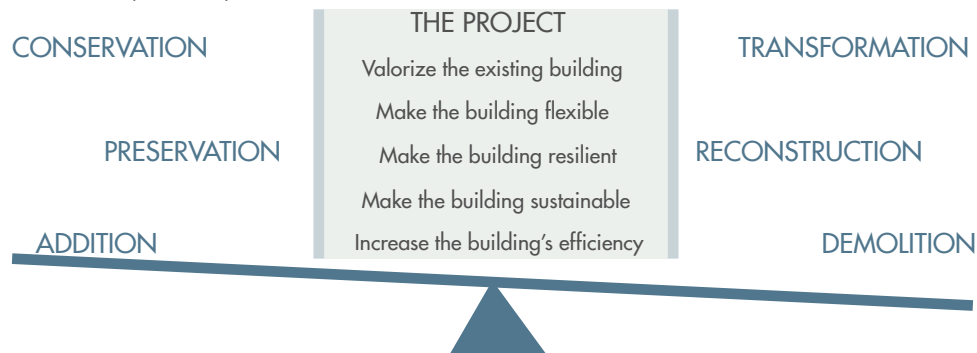 THE PROJECT
CONSERVATION
TRANSFORMATION
Valorize the existing building
Make the building flexible
PRESERVATION
Make the building resilient
RECONSTRUCTION
Make the building sustainable
ADDITION
Increase the building's efficiency
DEMOLITION